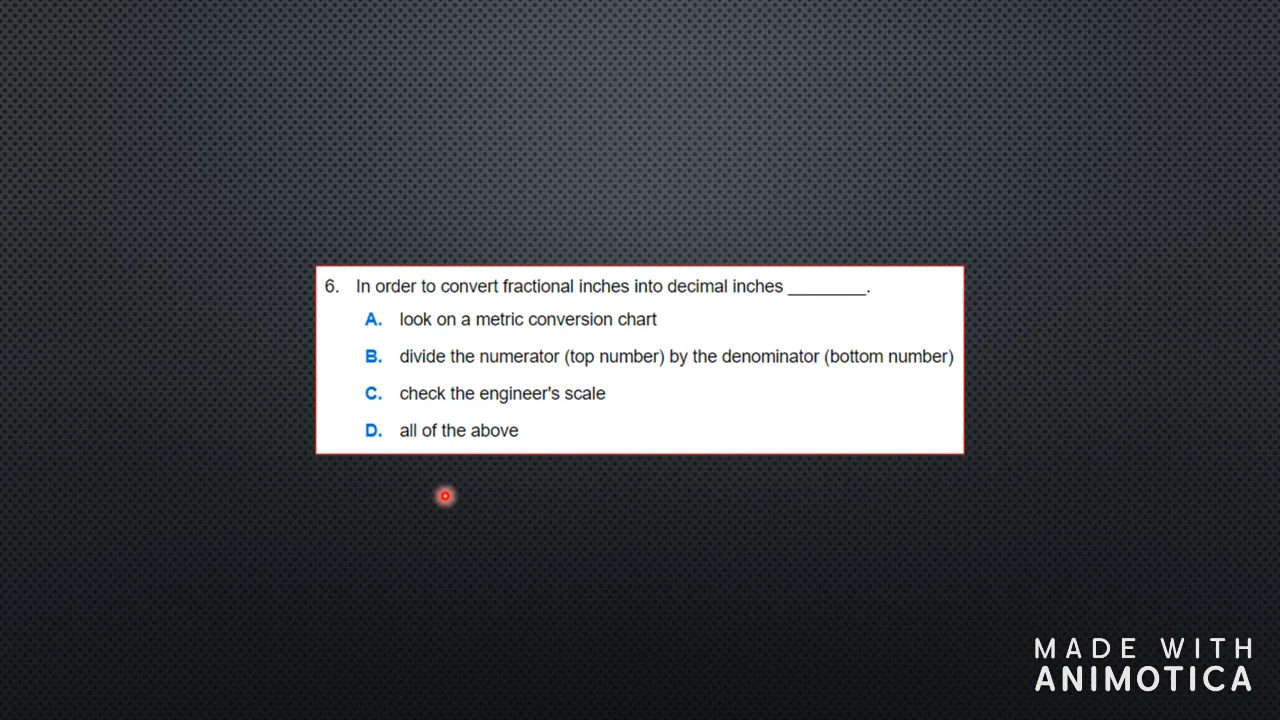 6. In order to convert fractional inches into decimal inches ________.
A. look on a metric conversion chart
B. divide the numerator (top number) by the denominator (bottom number)
C. check the engineer's scale
D. all of the above
MADE WITH
ANIMOTICA